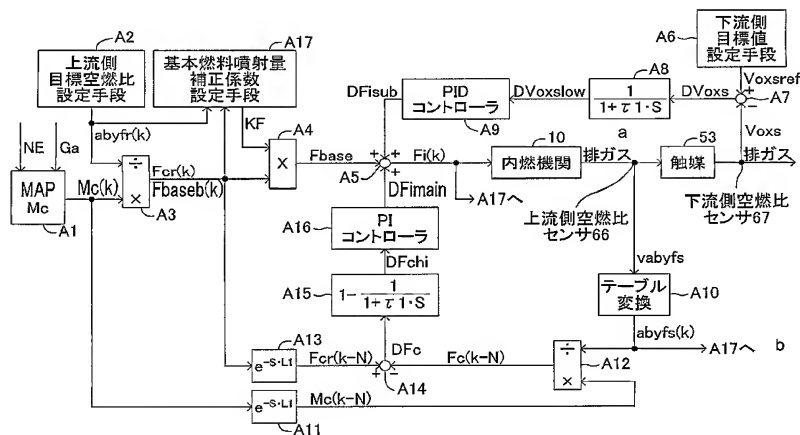 A2
上流側
目標空燃比
設定手段
A17
基本燃料噴射量
補正係数
設定手段
A6
下流側
目標値
設定手段
Voxsref
DFisub
PID
コントローラ
A9
DVoxslow
A8
1
1+τ1·S
DVoxs
+
−
A7
abyfr(k)
KF
a
Voxs
NE
Ga
÷
×
A3
Fcr(k)
Fbaseb(k)
A4
×
Fbase
+
+
+
A5
Fi(k)
10
内燃機関
排ガス
53
触媒
排ガス
MAP
Mc
A1
Mc(k)
DFimain
A17へ
上流側空燃比
センサ66
下流側空燃比
センサ67
A16
PI
コントローラ
DFchi
vabyfs
A15
1−
1
1+τ1·S
テーブル
変換
A10
abyfs(k)
A13
e-S·L1
Fcr(k−N)
DFc
+
−
A14
Fc(k−N)
÷
×
A12
A17へ
b
e-S·L1
A11
Mc(k−N)